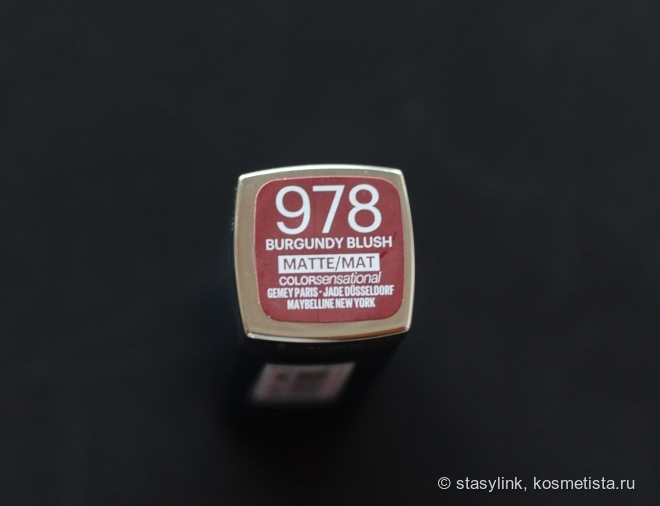 978
BURGUNDY BLUSH
MATTE/MAT
COLORsensational
GEMEY PARIS - JADE DÜSSELDORF
MAYBELLINE NEW YORK
© stasylink, kosmetista.ru